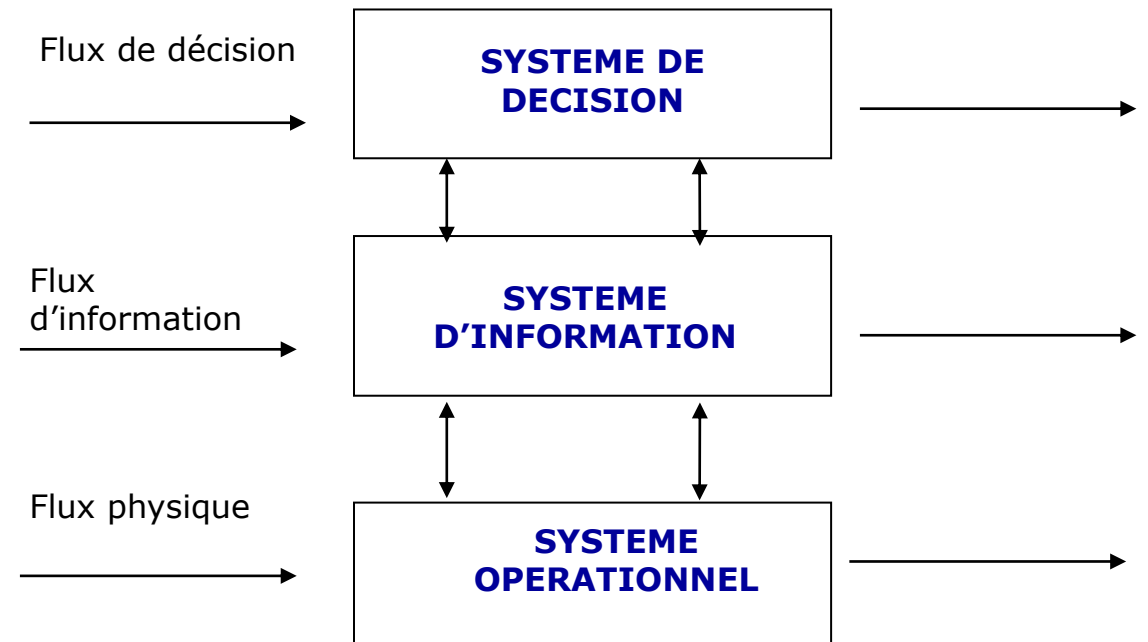 Flux de décision
SYSTEME DE
DECISION
Flux
d’information
SYSTEME
D’INFORMATION
Flux physique
SYSTEME
OPERATIONNEL